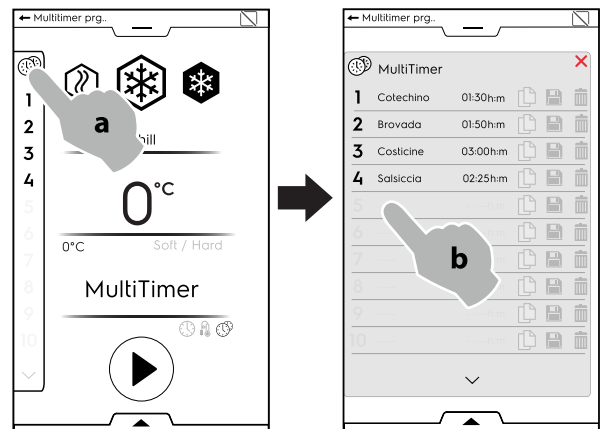 Multitimer prg..
1
2
3
4
5
6
7
8
9
10
a
hill
0°C
0°C Soft / Hard
MultiTimer
Multitimer prg..
MultiTimer
1 Cotechino 01:30h:m
2 Brovada 01:50h:m
3 Costicine 03:00h:m
4 Salsiccia 02:25h:m
5 h:m
6
7
8
9
10
b